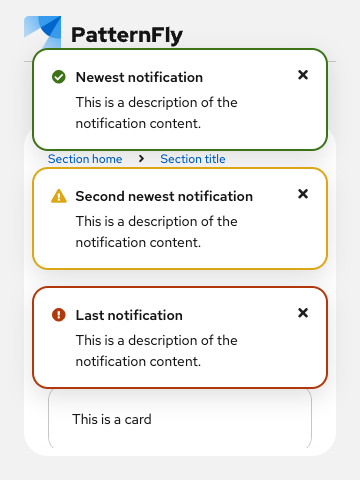 PatternFly
Newest notification
This is a description of the
notification content.
Section home
Section title
Second newest notification
This is a description of the
notification content.
Last notification
This is a description of the
notification content.
This is a card